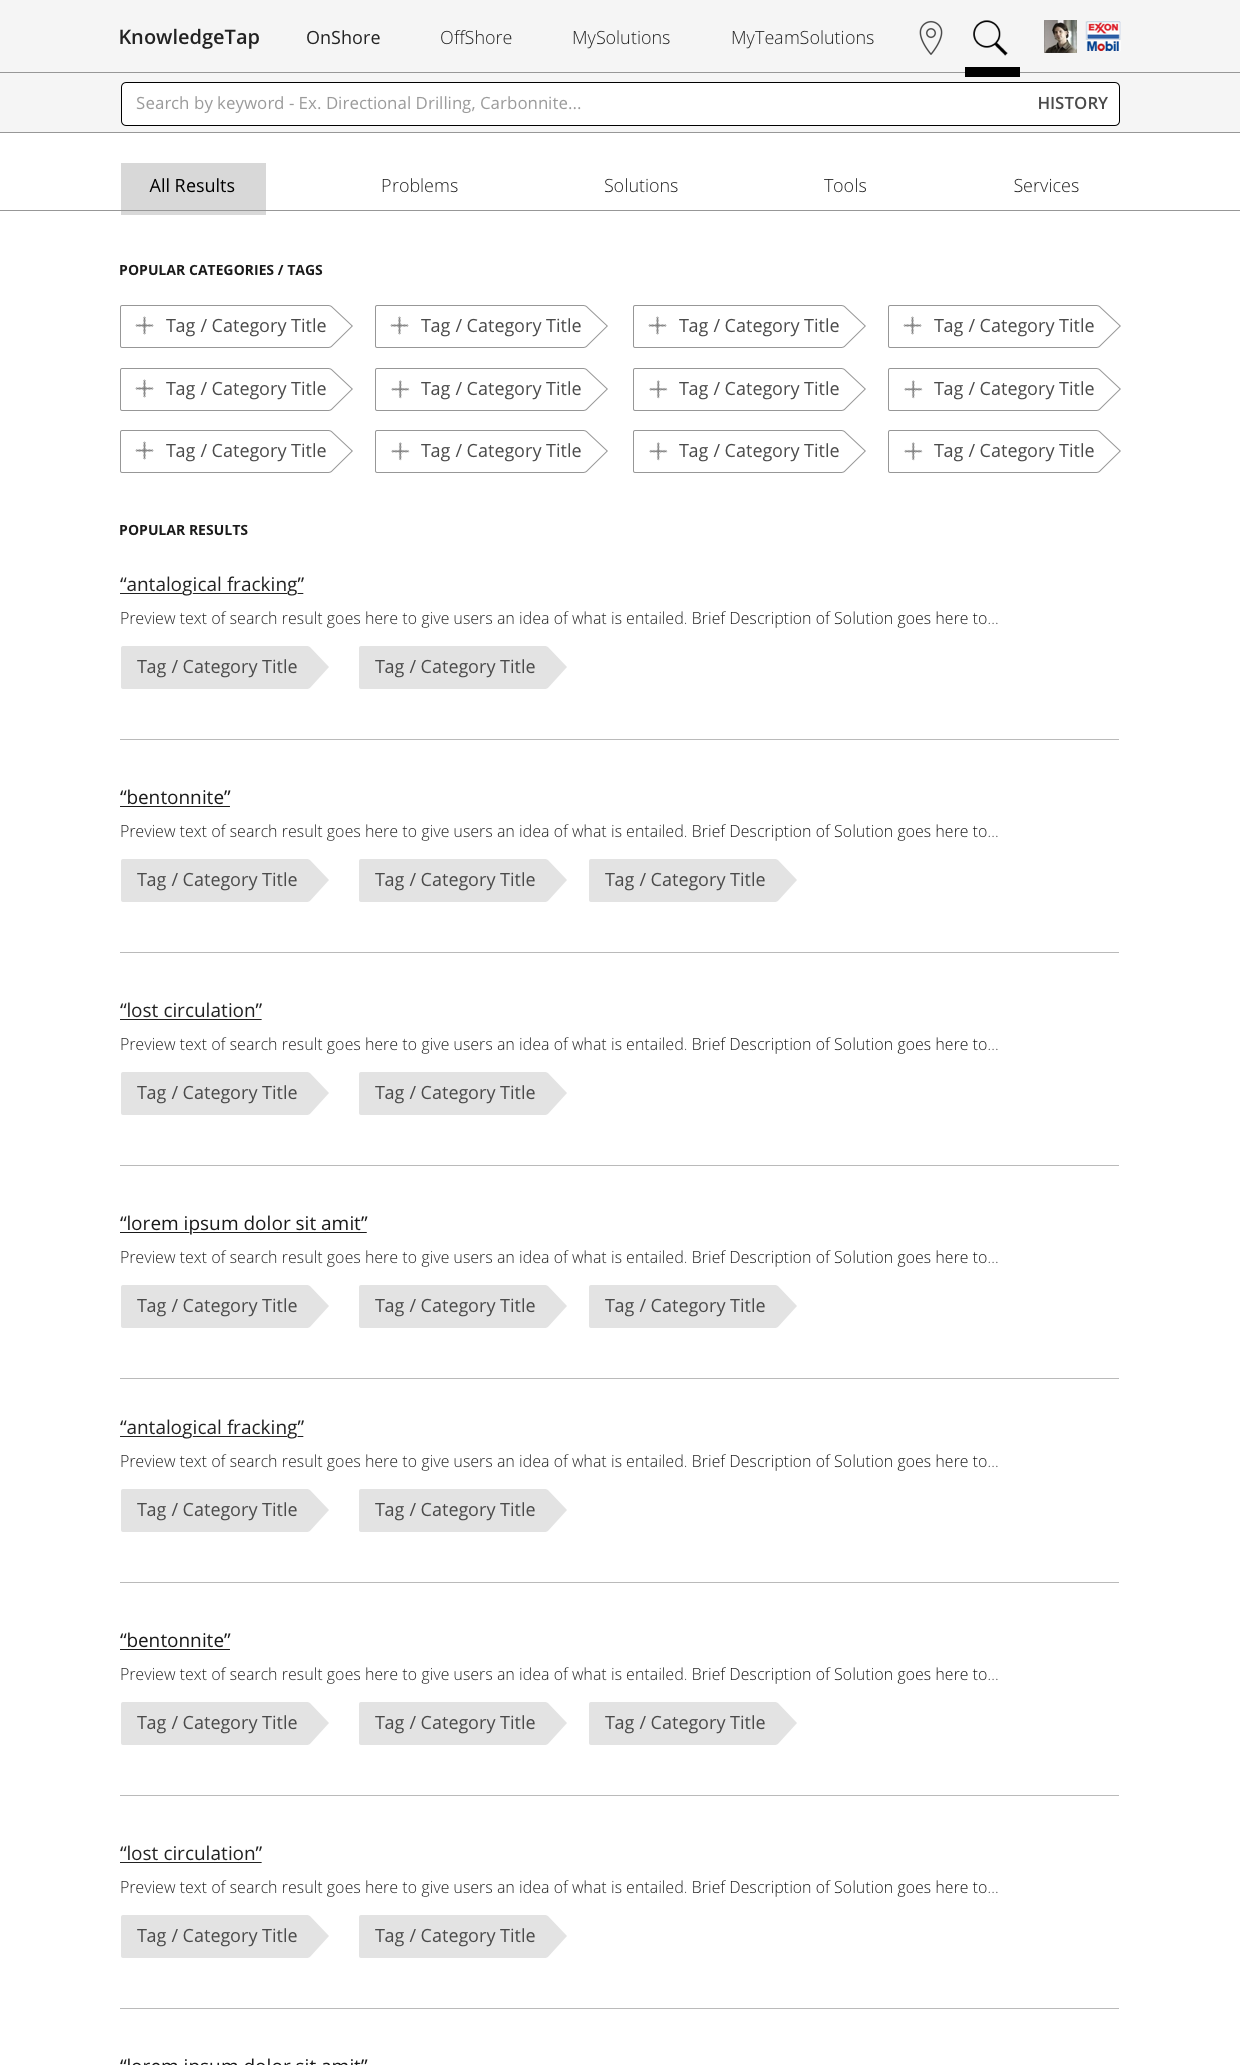 KnowledgeTap OnShore OffShore MySolutions MyTeamSolutions EXXON
Mobil
Search by keyword - Ex. Directional Drilling, Carbonnite... HISTORY
All Results Problems Solutions Tools Services
POPULAR CATEGORIES / TAGS
Tag / Category Title Tag / Category Title Tag / Category Title Tag / Category Title
Tag / Category Title Tag / Category Title Tag / Category Title Tag / Category Title
Tag / Category Title Tag / Category Title Tag / Category Title Tag / Category Title
POPULAR RESULTS
“antalogical fracking”
Preview text of search result goes here to give users an idea of what is entailed. Brief Description of Solution goes here to...
Tag / Category Title Tag / Category Title
“bentonnite”
Preview text of search result goes here to give users an idea of what is entailed. Brief Description of Solution goes here to...
Tag / Category Title Tag / Category Title Tag / Category Title
“lost circulation”
Preview text of search result goes here to give users an idea of what is entailed. Brief Description of Solution goes here to...
Tag / Category Title Tag / Category Title
“lorem ipsum dolor sit amit”
Preview text of search result goes here to give users an idea of what is entailed. Brief Description of Solution goes here to...
Tag / Category Title Tag / Category Title Tag / Category Title
“antalogical fracking”
Preview text of search result goes here to give users an idea of what is entailed. Brief Description of Solution goes here to...
Tag / Category Title Tag / Category Title
“bentonnite”
Preview text of search result goes here to give users an idea of what is entailed. Brief Description of Solution goes here to...
Tag / Category Title Tag / Category Title Tag / Category Title
“lost circulation”
Preview text of search result goes here to give users an idea of what is entailed. Brief Description of Solution goes here to...
Tag / Category Title Tag / Category Title
“lorem ipsum dolor sit amit”